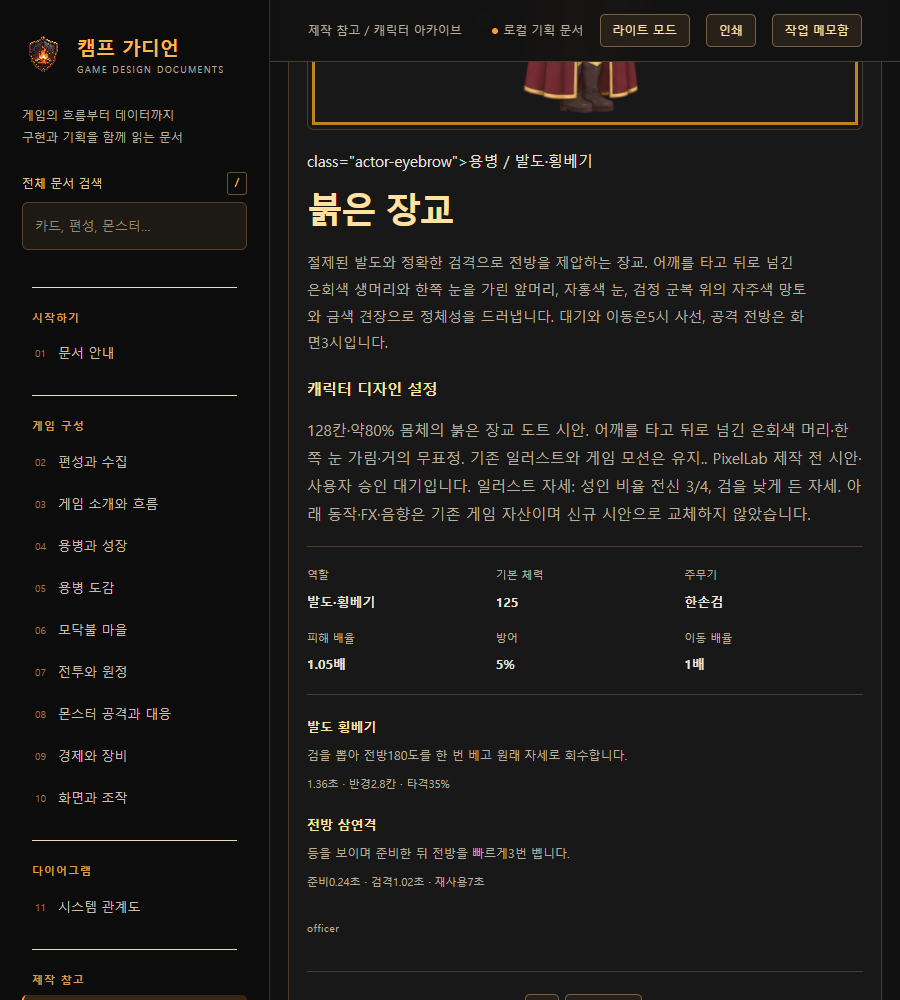 캠프 가디언
GAME DESIGN DOCUMENTS
게임의 흐름부터 데이터까지
구현과 기획을 함께 읽는 문서
전체 문서 검색
/
카드, 편성, 몬스터...
시작하기
01 문서 안내
게임 구성
02 편성과 수집
03 게임 소개와 흐름
04 용병과 성장
05 용병 도감
06 모닥불 마을
07 전투와 원정
08 몬스터 공격과 대응
09 경제와 장비
10 화면과 조작
다이어그램
11 시스템 관계도
제작 참고
제작 참고 / 캐릭터 아카이브
로컬 기획 문서
라이트 모드
인쇄
작업 메모함
class="actor-eyebrow">용병 / 발도·횡베기
붉은 장교
절제된 발도와 정확한 검격으로 전방을 제압하는 장교. 어깨를 타고 뒤로 넘긴
은회색 생머리와 한쪽 눈을 가린 앞머리, 자홍색 눈, 검정 군복 위의 자주색 망토
와 금색 견장으로 정체성을 드러냅니다. 대기와 이동은5시 사선, 공격 전방은 화
면3시입니다.
캐릭터 디자인 설정
128칸·약80% 몸체의 붉은 장교 도트 시안. 어깨를 타고 뒤로 넘긴 은회색 머리·한
쪽 눈 가림·거의 무표정. 기존 일러스트와 게임 모션은 유지.. PixelLab 제작 전 시안·
사용자 승인 대기입니다. 일러스트 자세: 성인 비율 전신 3/4, 검을 낮게 든 자세. 아
래 동작·FX·음향은 기존 게임 자산이며 신규 시안으로 교체하지 않았습니다.
역할
발도·횡베기
기본 체력
125
주무기
한손검
피해 배율
1.05배
방어
5%
이동 배율
1배
발도 횡베기
검을 뽑아 전방180도를 한 번 베고 원래 자세로 회수합니다.
1.36초 · 반경2.8칸 · 타격35%
전방 삼연격
등을 보이며 준비한 뒤 전방을 빠르게3번 벱니다.
준비0.24초 · 검격1.02초 · 재사용7초
officer